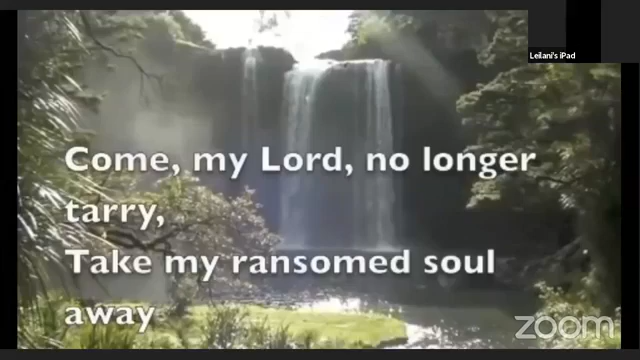 Leilani's iPad
Come, my Lord, no longer
tarry,
Take my ransomed soul
away
zoom